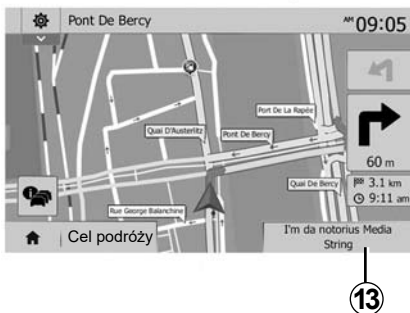 Pont De Bercy
AM 09:05
Port De La Rapée
Quai D'Austerlitz
Pont De Bercy
60 m
Quai De Bercy
3.1 km
9:11 am
Rue George Balanchine
Cel podróży
I'm da notorius Media
String
13